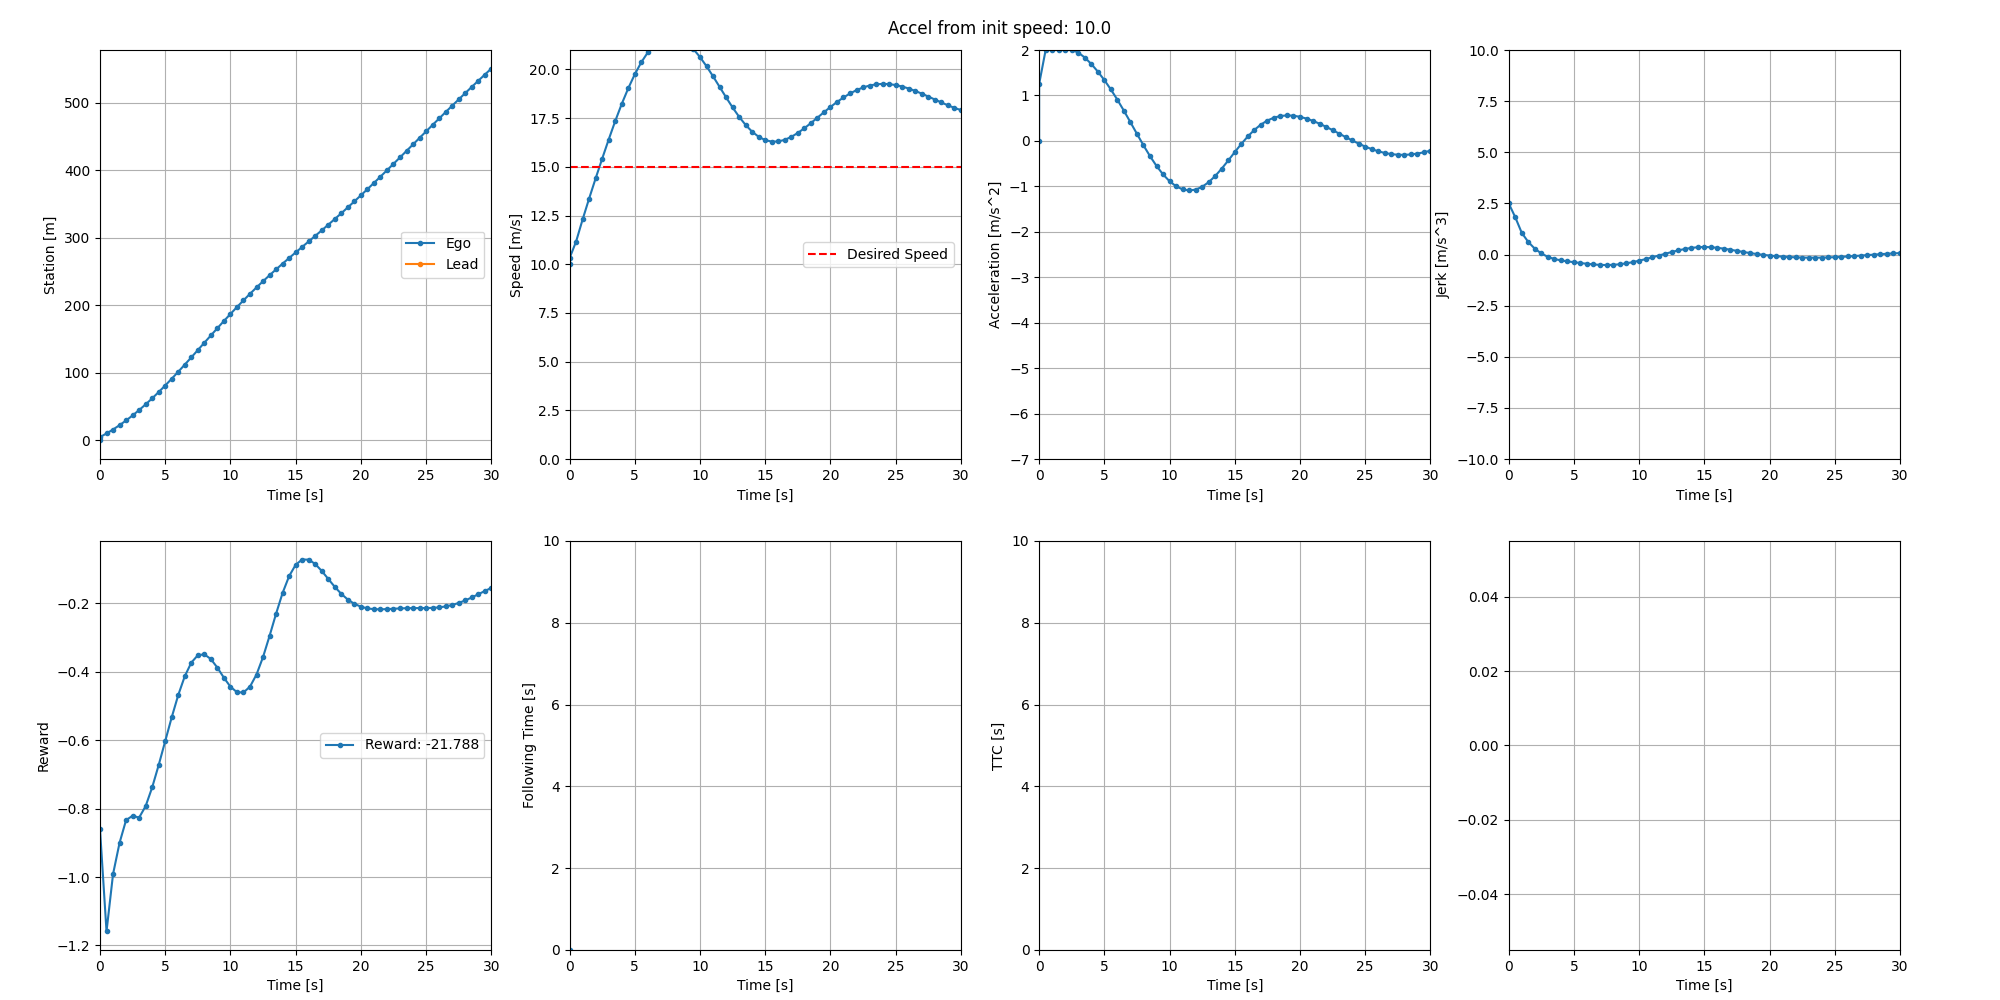 Accel from init speed: 10.0
Station [m]
500
400
300
200
100
0
0 5 10 15 20 25 30
Time [s]
Ego
Lead
Speed [m/s]
20.0
17.5
15.0
12.5
10.0
7.5
5.0
2.5
0.0
0 5 10 15 20 25 30
Time [s]
Desired Speed
Acceleration [m/s^2]
2
1
0
−1
−2
−3
−4
−5
−6
−7
0 5 10 15 20 25 30
Time [s]
Jerk [m/s^3]
10.0
7.5
5.0
2.5
0.0
−2.5
−5.0
−7.5
−10.0
0 5 10 15 20 25 30
Time [s]
Reward
−0.2
−0.4
−0.6
−0.8
−1.0
−1.2
0 5 10 15 20 25 30
Time [s]
Reward: -21.788
Following Time [s]
10
8
6
4
2
0
0 5 10 15 20 25 30
Time [s]
TTC [s]
10
8
6
4
2
0
0 5 10 15 20 25 30
Time [s]
0.04
0.02
0.00
−0.02
−0.04
0 5 10 15 20 25 30
Time [s]